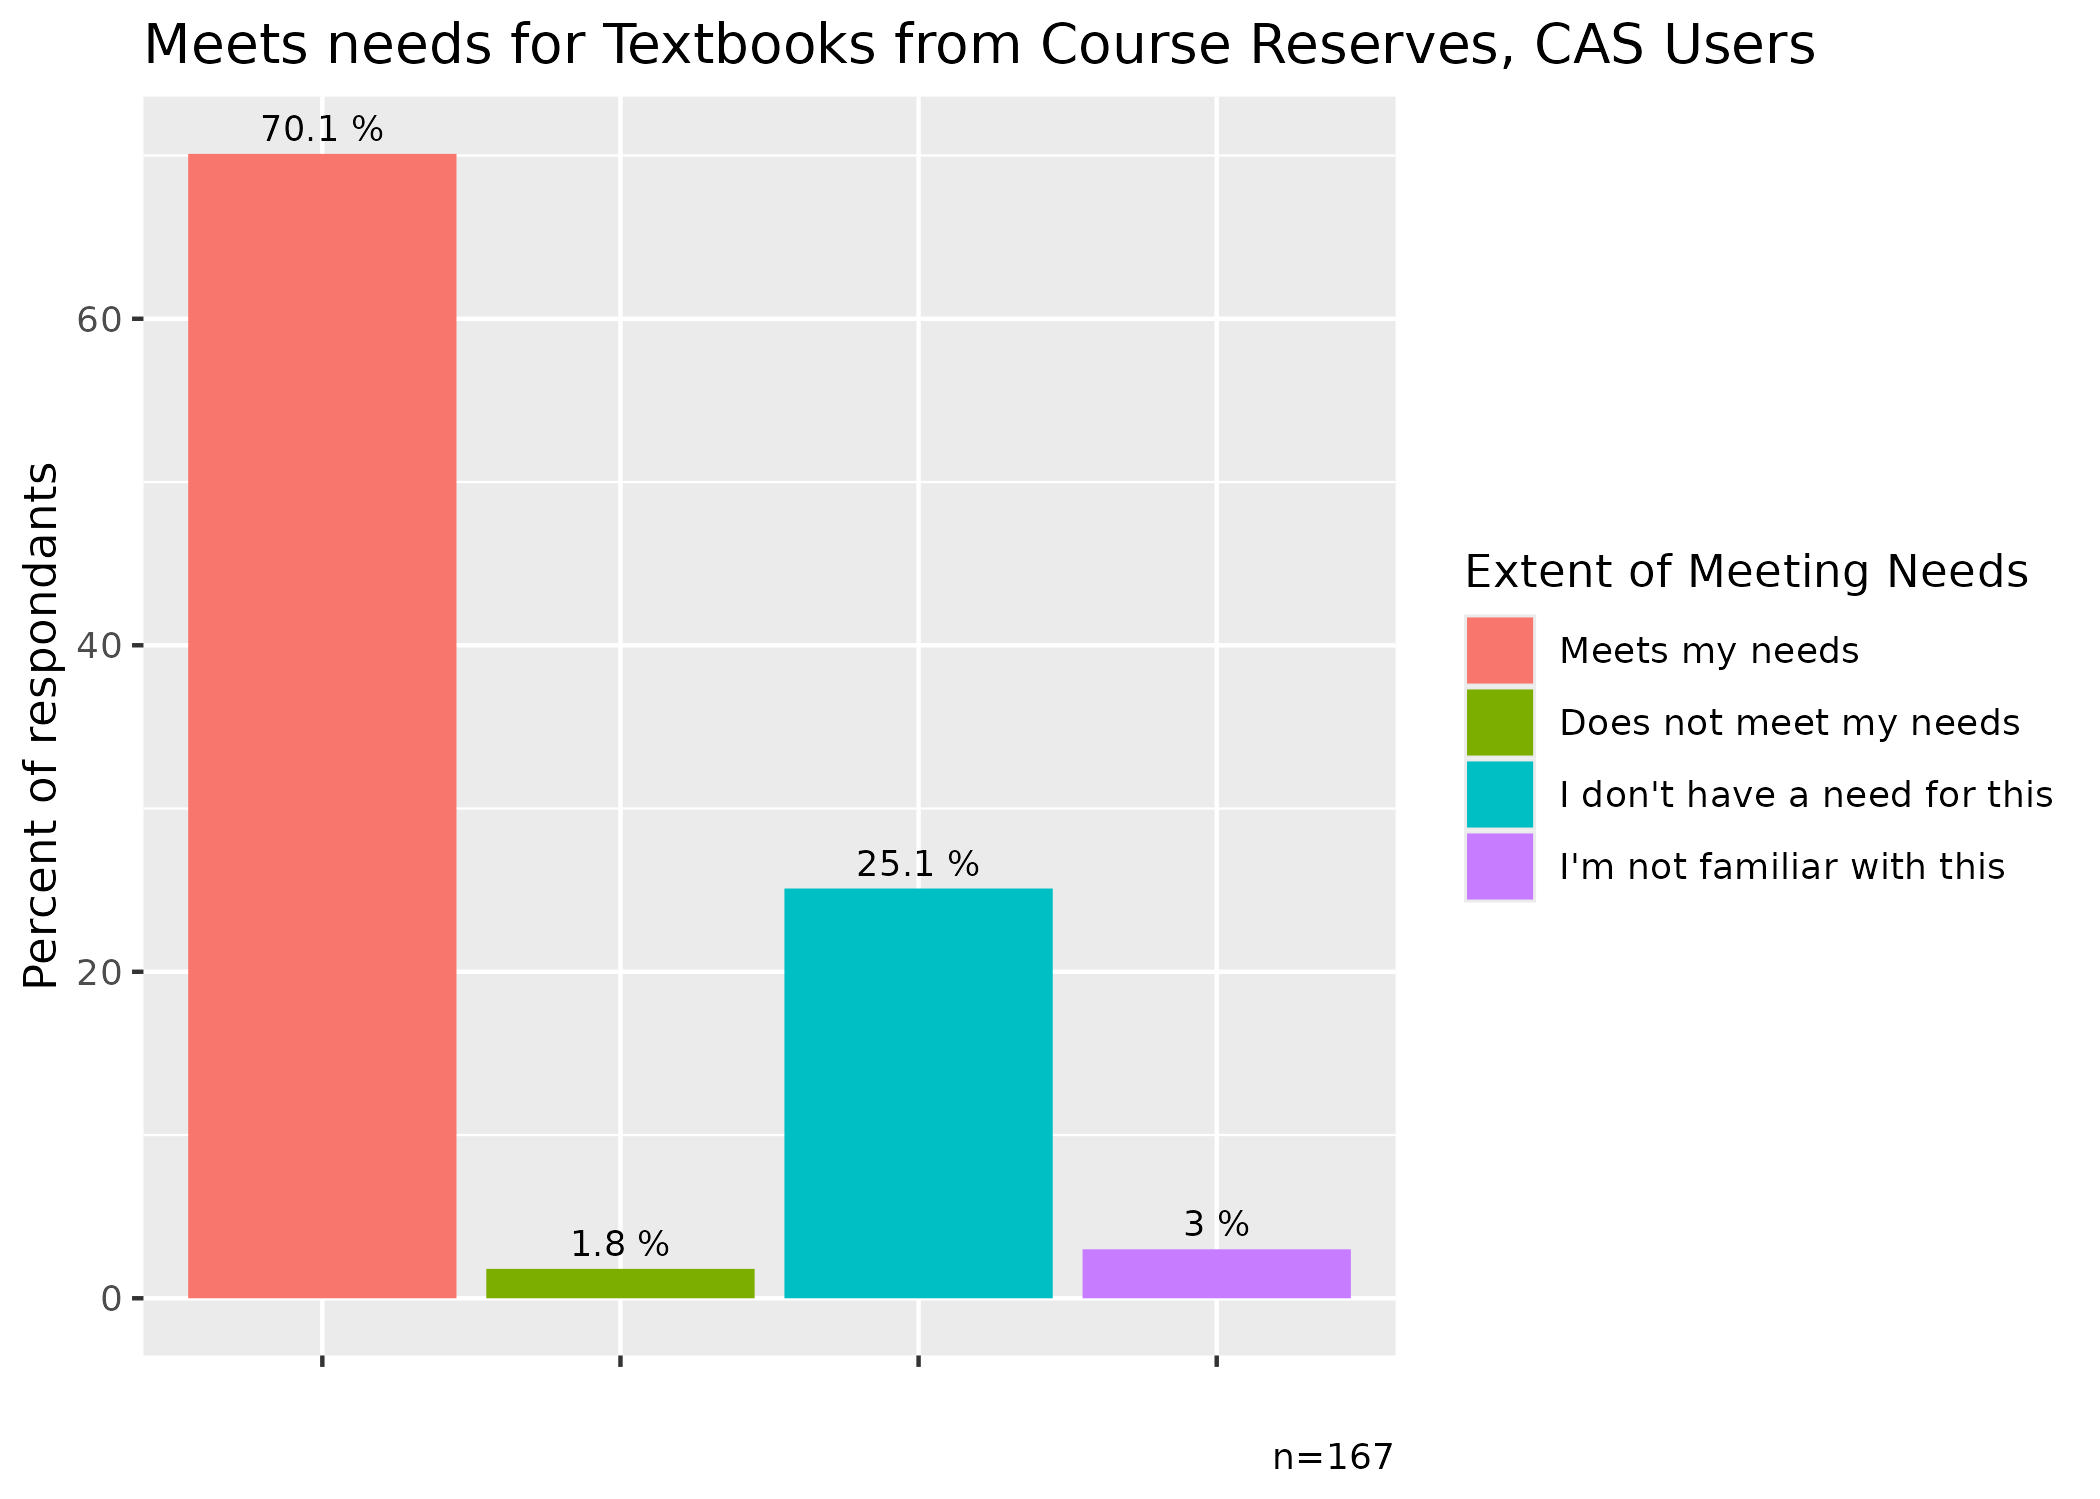 Meets needs for Textbooks from Course Reserves, CAS Users
Percent of respondants
60
40
20
0
70.1 %
1.8 %
25.1 %
3 %
Extent of Meeting Needs
Meets my needs
Does not meet my needs
I don't have a need for this
I'm not familiar with this
n=167